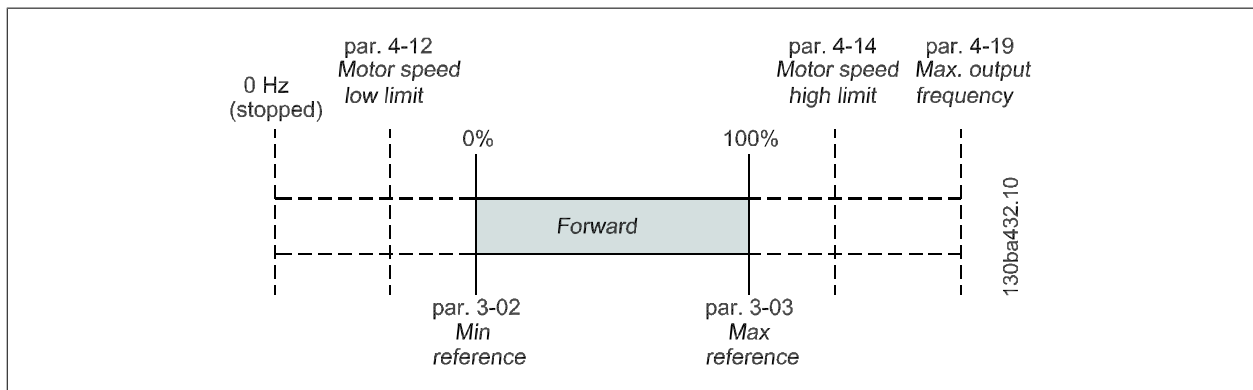 0 Hz
(stopped)
par. 4-12
Motor speed
low limit
par. 4-14
Motor speed
high limit
par. 4-19
Max. output
frequency
0%
100%
Forward
par. 3-02
Min
reference
par. 3-03
Max
reference
130ba432.10